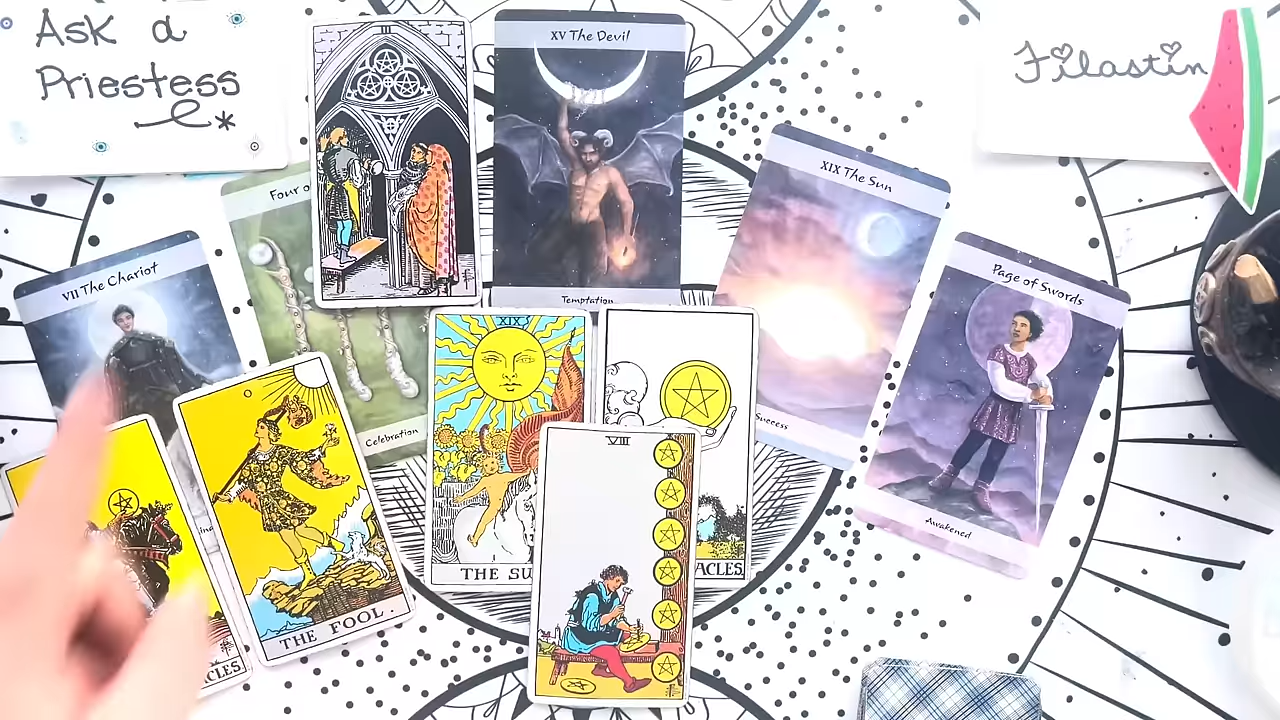 Ask a
Priestess
Filastin
XV The Devil
Temptation
Four o
Celebration
XIX The Sun
Success
VII The Chariot
Page of Swords
Awakened
XIX
THE SU
ACLES
VIII
0
THE FOOL.
ACLES